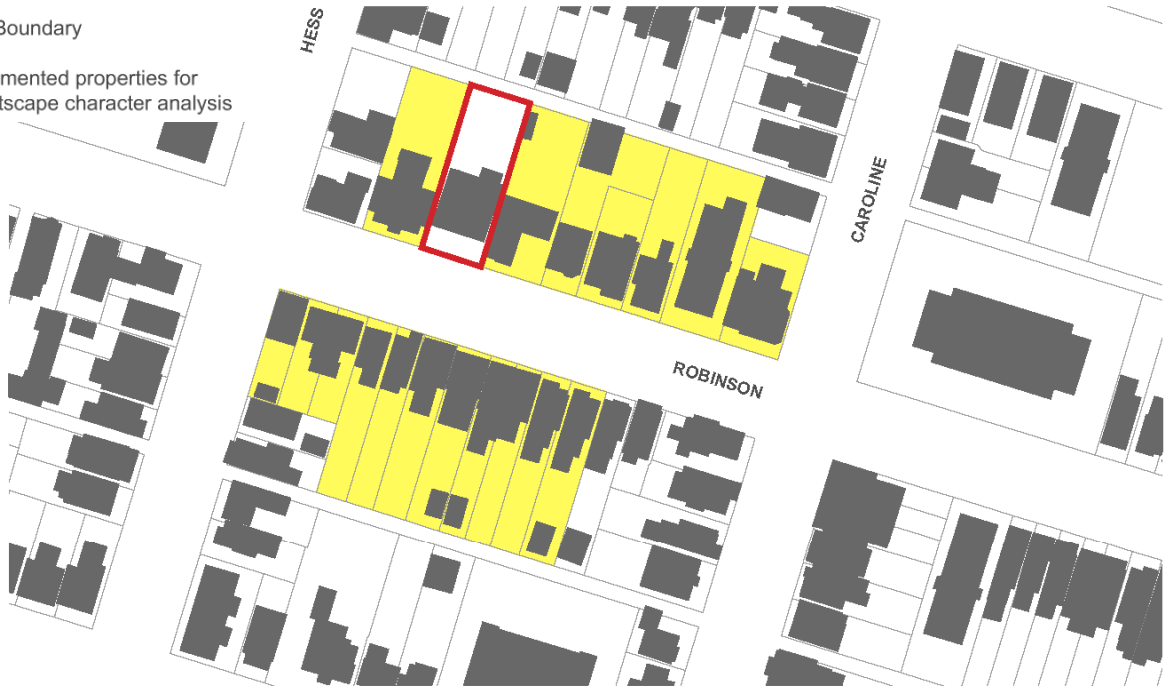 HESS
Boundary
mented properties for
tscape character analysis
CAROLINE
ROBINSON